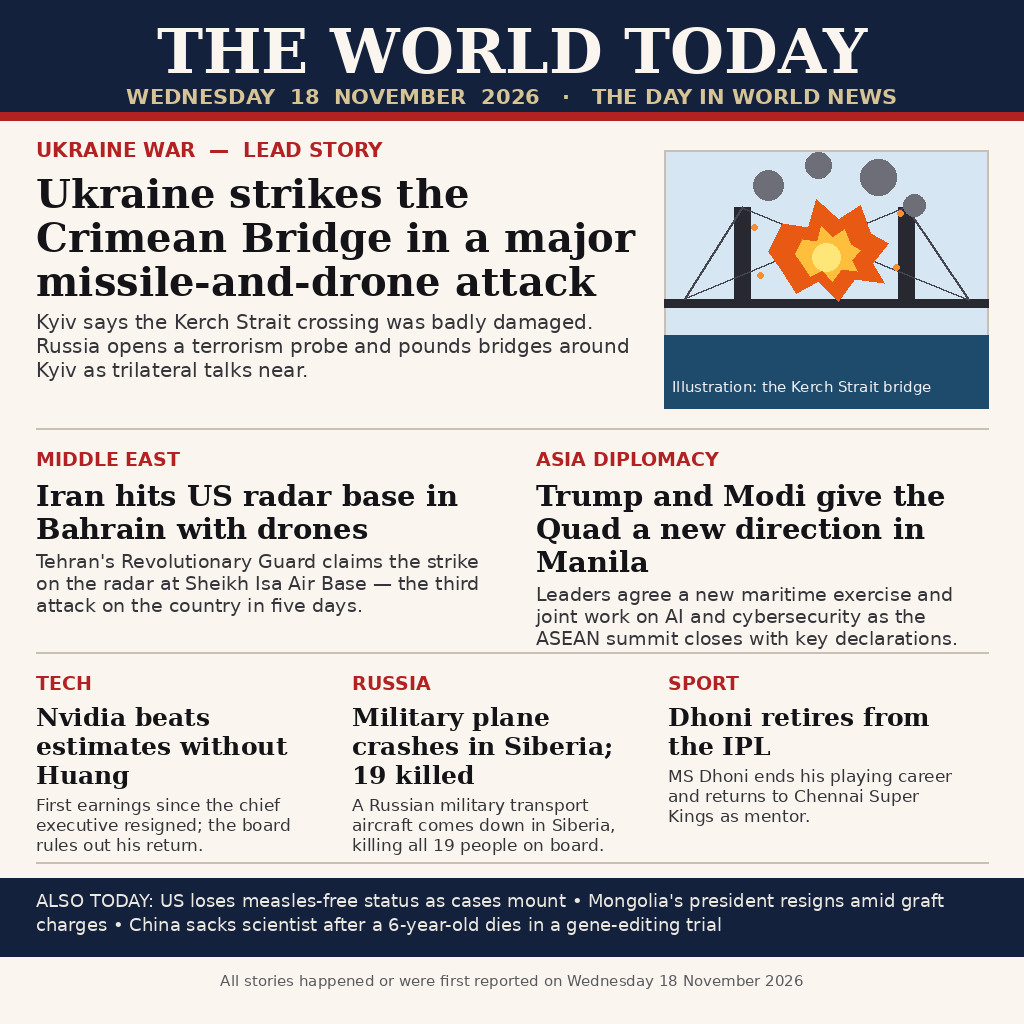 THE WORLD TODAY
WEDNESDAY 18 NOVEMBER 2026 · THE DAY IN WORLD NEWS
UKRAINE WAR — LEAD STORY
Ukraine strikes the
Crimean Bridge in a major
missile-and-drone attack
Kyiv says the Kerch Strait crossing was badly damaged.
Russia opens a terrorism probe and pounds bridges around
Kyiv as trilateral talks near.
Illustration: the Kerch Strait bridge
MIDDLE EAST
Iran hits US radar base in
Bahrain with drones
Tehran's Revolutionary Guard claims the strike
on the radar at Sheikh Isa Air Base — the third
attack on the country in five days.
ASIA DIPLOMACY
Trump and Modi give the
Quad a new direction in
Manila
Leaders agree a new maritime exercise and
joint work on AI and cybersecurity as the
ASEAN summit closes with key declarations.
TECH
Nvidia beats
estimates without
Huang
First earnings since the chief
executive resigned; the board
rules out his return.
RUSSIA
Military plane
crashes in Siberia;
19 killed
A Russian military transport
aircraft comes down in Siberia,
killing all 19 people on board.
SPORT
Dhoni retires from
the IPL
MS Dhoni ends his playing career
and returns to Chennai Super
Kings as mentor.
ALSO TODAY: US loses measles-free status as cases mount • Mongolia's president resigns amid graft
charges • China sacks scientist after a 6-year-old dies in a gene-editing trial
All stories happened or were first reported on Wednesday 18 November 2026